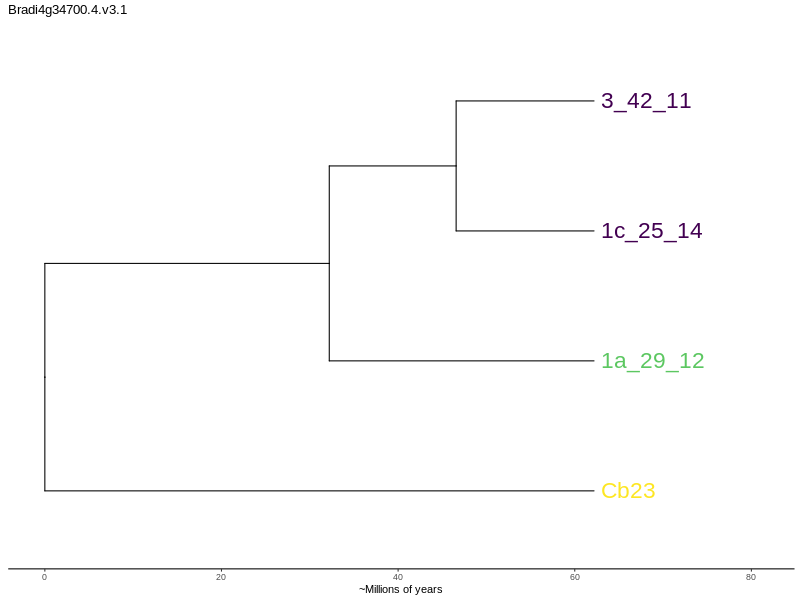 Bradi4g34700.4.v3.1
3_42_11
1c_25_14
1a_29_12
Cb23
0 20 40 60 80
~Millions of years